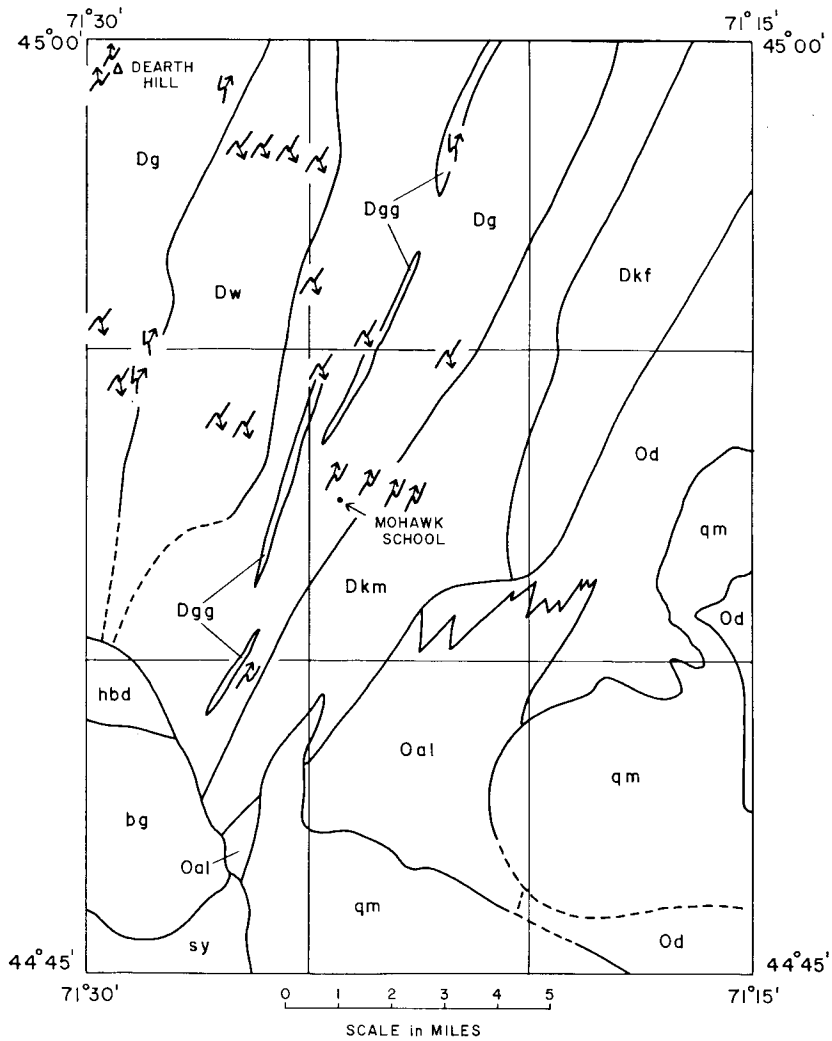 71°30'
71°15'
45°00'
45°00'
DEARTH
HILL
Dg
Dgg
Dg
Dkf
Dw
Od
qm
MOHAWK
SCHOOL
Dkm
Od
Dgg
hbd
Oal
qm
bg
Oal
qm
sy
Od
44°45'
44°45'
71°30'
71°15'
0 1 2 3 4 5
SCALE in MILES